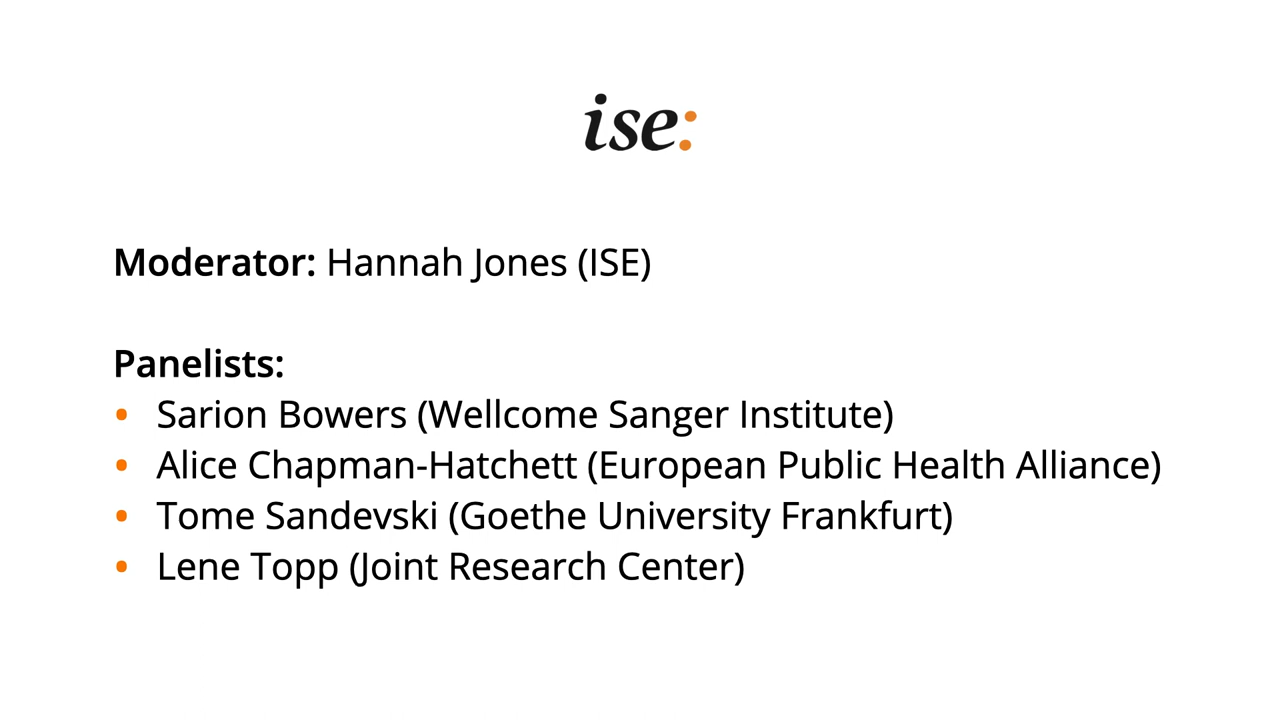 ise:
Moderator: Hannah Jones (ISE)
Panelists:
• Sarion Bowers (Wellcome Sanger Institute)
• Alice Chapman-Hatchett (European Public Health Alliance)
• Tome Sandevski (Goethe University Frankfurt)
• Lene Topp (Joint Research Center)